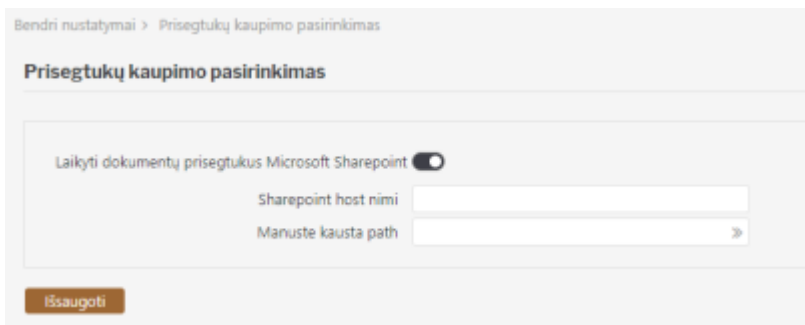 Bendri nustatymai > Prisegtukų kaupimo pasirinkimas
Prisegtukų kaupimo pasirinkimas
Laikyti dokumentų prisegtukus Microsoft Sharepoint
Sharepoint host nimi
Manuste kausta path
Išsaugoti